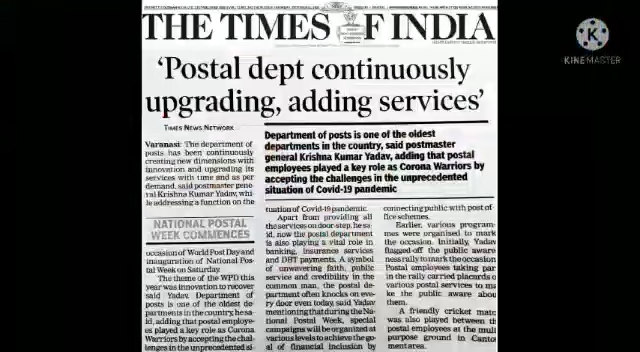 THE TIMES OF INDIA
K
KINEMASTER
'Postal dept continuously
upgrading, adding services'
TIMES NEWS NETWORK
Varanasi: The department of
posts has been continuously
creating new dimensions with
innovation and upgrading its
services with time and as per
demand, said postmaster gene-
ral Krishna Kumar Yadav, whi-
le addressing a function on the
NATIONAL POSTAL
WEEK COMMENCES
occasion of World Post Day and
inauguration of National Pos-
tal Week on Saturday.
The theme of the WPD this
year was innovation to recover
said Yadav. Department of
posts is one of the oldest de-
partments in the country, he sa-
id, adding that postal employe-
es played a key role as Corona
Warriors by accepting the chal-
lenges in the unprecedented si-
Department of posts is one of the oldest
departments in the country, said postmaster
general Krishna Kumar Yadav, adding that postal
employees played a key role as Corona Warriors by
accepting the challenges in the unprecedented
situation of Covid-19 pandemic
tuation of Covid-19 pandemic.
Apart from providing all
the services on door step, he sa-
id, now the postal department
is also playing a vital role in
banking, insurance services
and DBT payments. A symbol
of unwavering faith, public
service and credibility in the
common man, the postal de-
partment often knocks on eve-
ry door even today, said Yadav
mentioning that during the Na-
tional Postal Week, special
campaigns will be organized at
various levels to achieve the go-
al of financial inclusion by
connecting public with post of-
fice schemes.
Earlier, various program-
mes were organised to mark
the occasion. Initially, Yadav
flagged off the public aware
ness rally to mark the occasion
Postal employees taking par
in the rally carried placards o
various postal services to ma
ke the public aware abou
them.
A friendly cricket matc
was also played between th
postal employees at the mult
purpose ground in Canto
ment area.